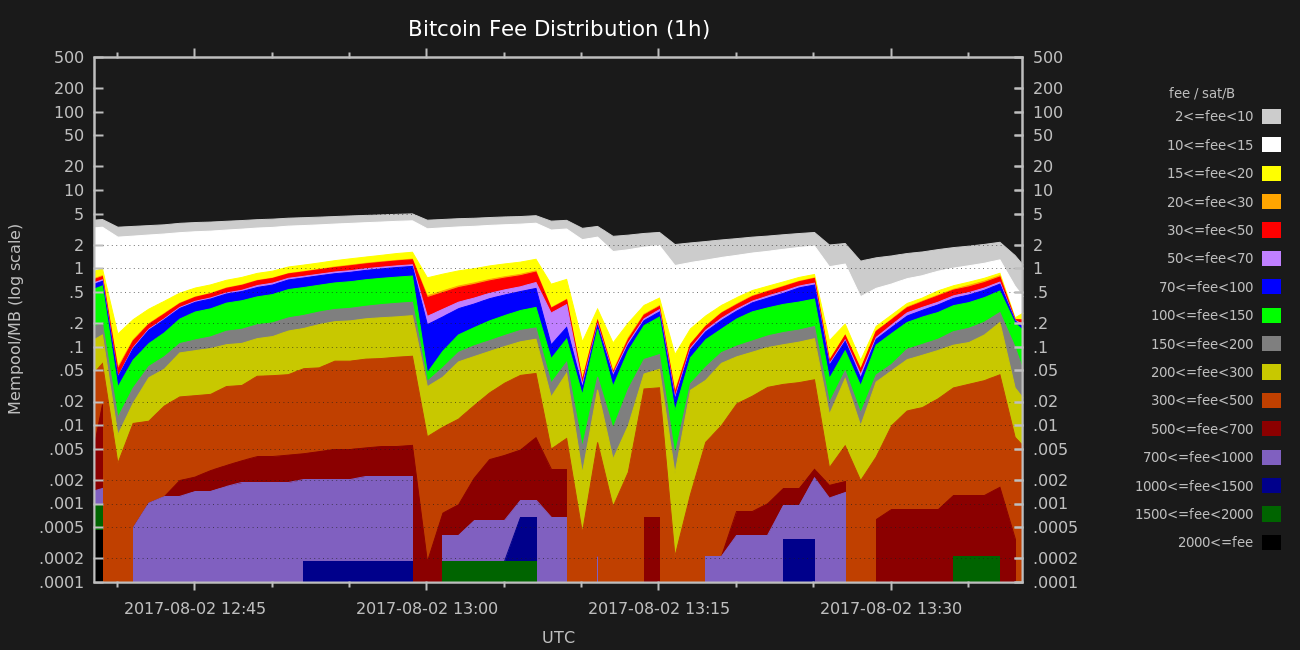 Bitcoin Fee Distribution (1h)
500
200
100
50
20
10
5
2
1
.5
.2
.1
.05
.02
.01
.005
.002
.001
.0005
.0002
.0001
Mempool/MB (log scale)
500
200
100
50
20
10
5
2
1
.5
.2
.1
.05
.02
.01
.005
.002
.001
.0005
.0002
.0001
2017-08-02 12:45
2017-08-02 13:00
2017-08-02 13:15
2017-08-02 13:30
UTC
fee / sat/B
2<=fee<10
10<=fee<15
15<=fee<20
20<=fee<30
30<=fee<50
50<=fee<70
70<=fee<100
100<=fee<150
150<=fee<200
200<=fee<300
300<=fee<500
500<=fee<700
700<=fee<1000
1000<=fee<1500
1500<=fee<2000
2000<=fee